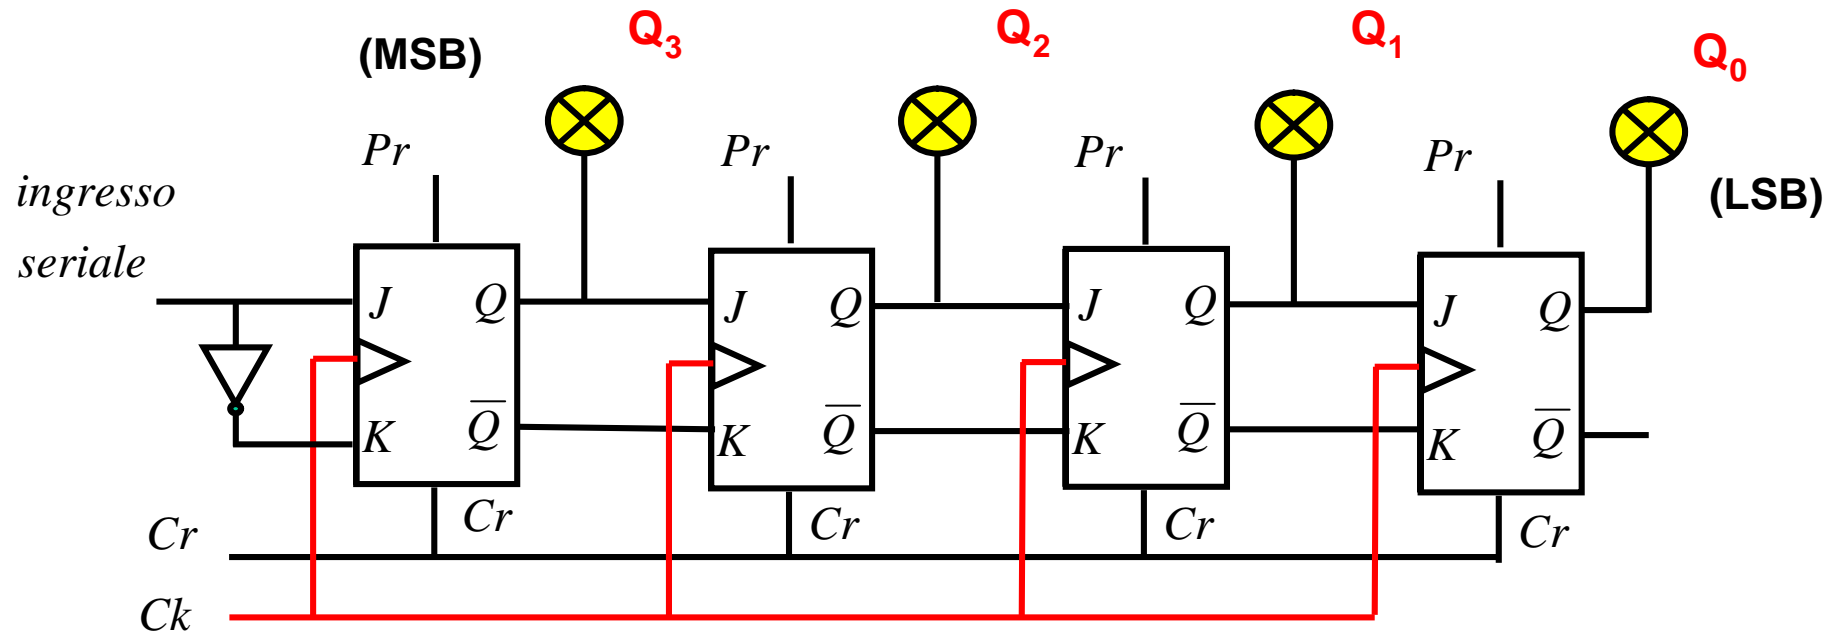 Q3 Q2 Q1 Q0
(MSB)
Pr Pr Pr Pr
ingresso
(LSB)
seriale
J Q J Q J Q J Q
K Q̅ K Q̅ K Q̅ K Q̅
Cr Cr Cr Cr
Cr
Ck